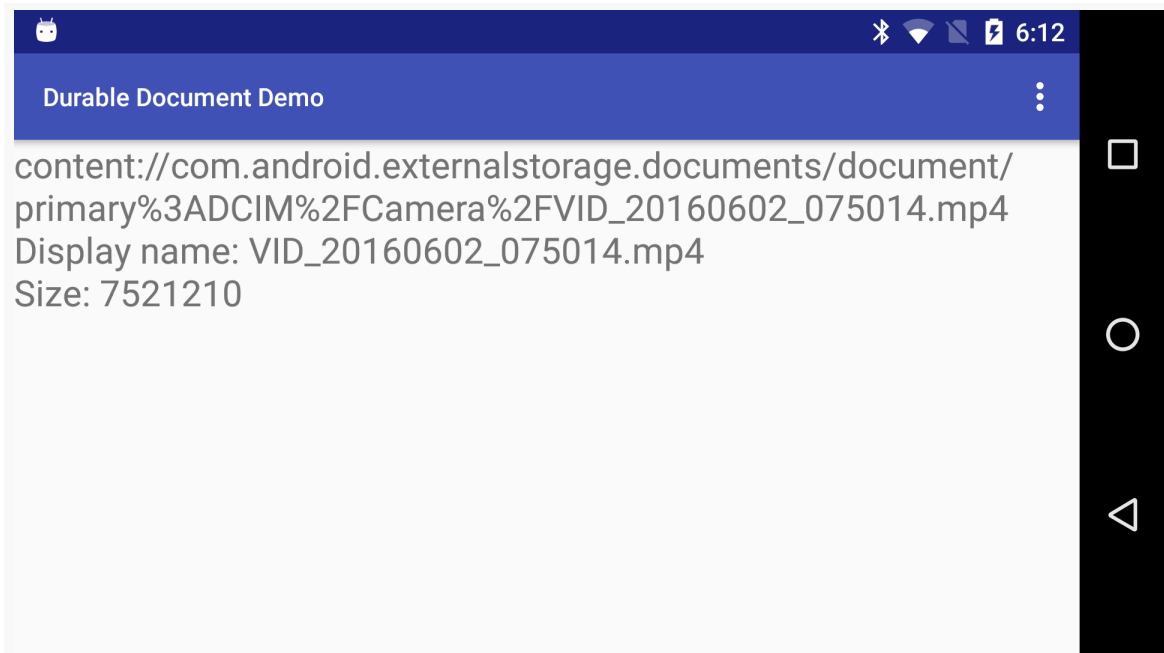 6:12
Durable Document Demo
content://com.android.externalstorage.documents/document/
primary%3ADCIM%2FCamera%2FVID_20160602_075014.mp4
Display name: VID_20160602_075014.mp4
Size: 7521210